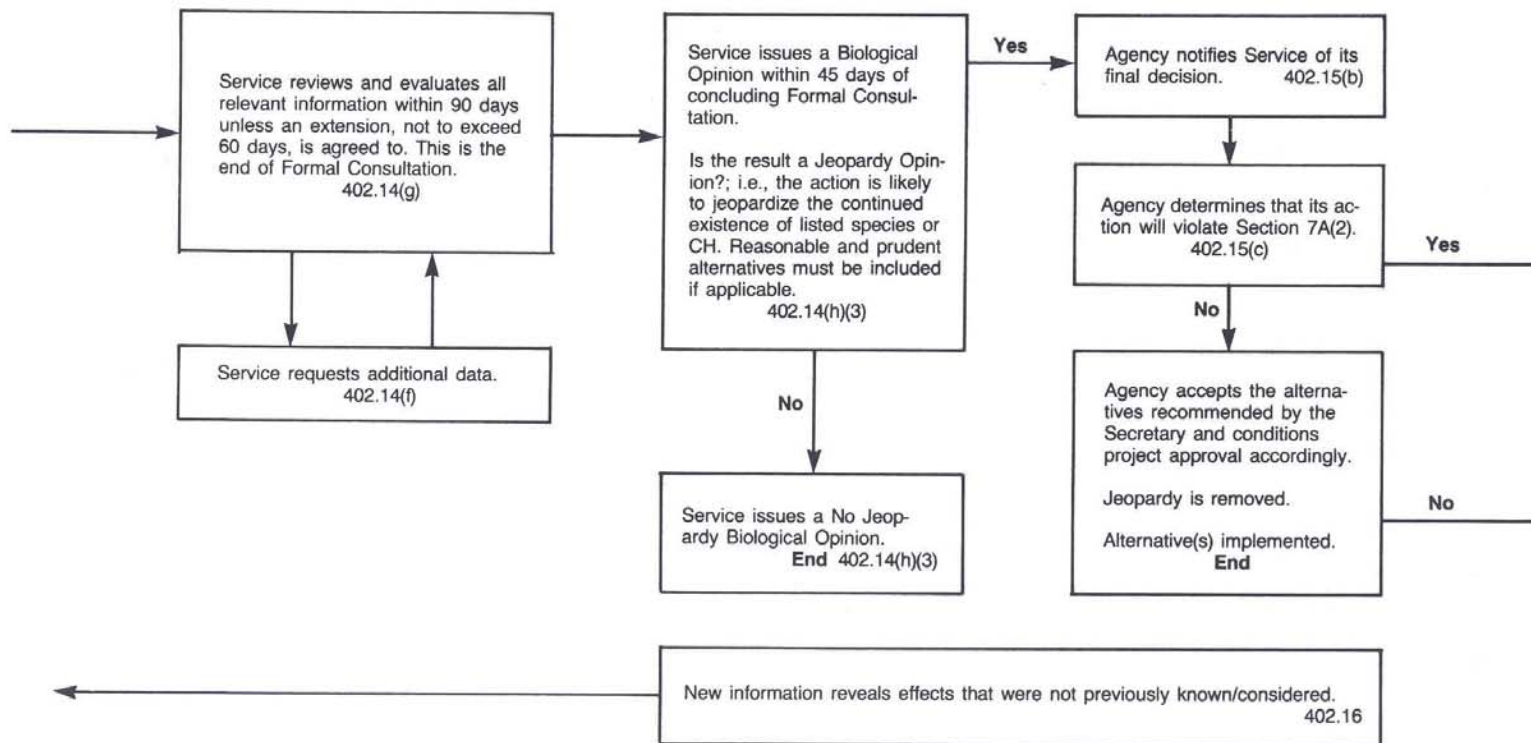 Service reviews and evaluates all
relevant information within 90 days
unless an extension, not to exceed
60 days, is agreed to. This is the
end of Formal Consultation.
402.14(g)
Service requests additional data.
402.14(f)
Service issues a Biological
Opinion within 45 days of
concluding Formal Consul-
tation.
Is the result a Jeopardy Opin-
ion?; i.e., the action is likely
to jeopardize the continued
existence of listed species or
CH. Reasonable and prudent
alternatives must be included
if applicable.
402.14(h)(3)
Yes
No
Service issues a No Jeop-
ardy Biological Opinion.
End 402.14(h)(3)
Agency notifies Service of its
final decision. 402.15(b)
Agency determines that its ac-
tion will violate Section 7A(2).
402.15(c)
Yes
No
Agency accepts the alterna-
tives recommended by the
Secretary and conditions
project approval accordingly.
Jeopardy is removed.
Alternative(s) implemented.
End
No
New information reveals effects that were not previously known/considered.
402.16